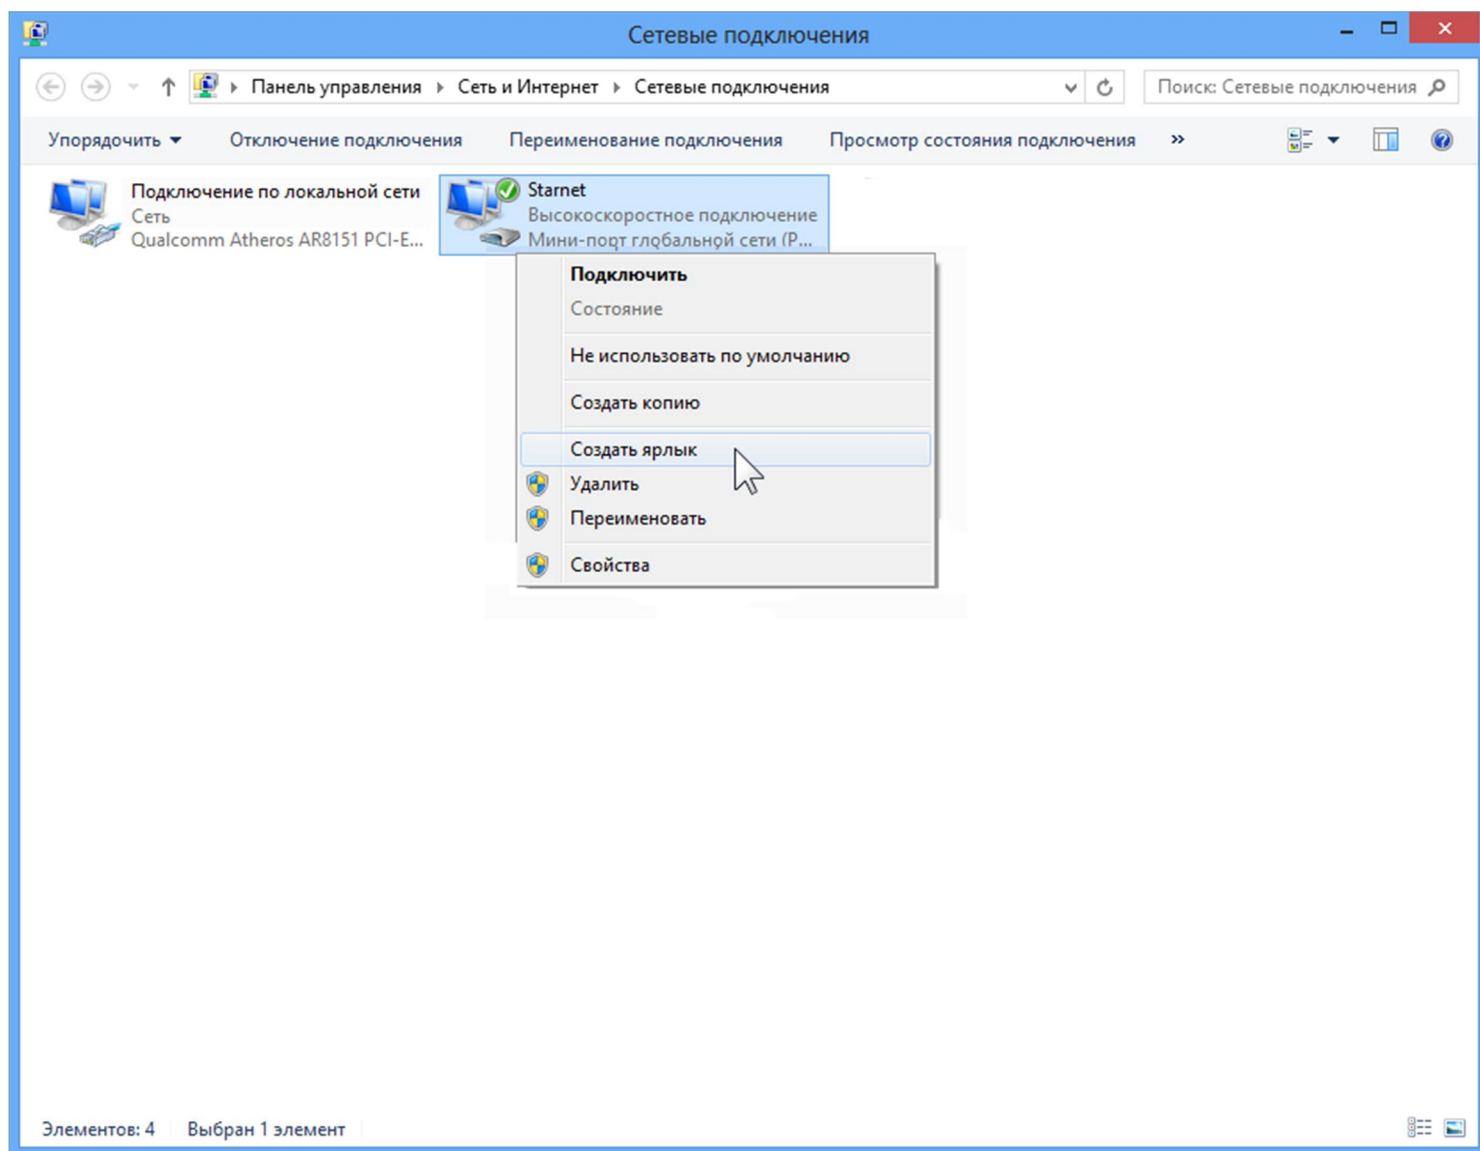 Сетевые подключения
Панель управления Сеть и Интернет Сетевые подключения Поиск: Сетевые подключения
Упорядочить Отключение подключения Переименование подключения Просмотр состояния подключения »
Подключение по локальной сети
Сеть
Qualcomm Atheros AR8151 PCI-E...
Starnet
Высокоскоростное подключение
Мини-порт глобальной сети (P...
Подключить
Состояние
Не использовать по умолчанию
Создать копию
Создать ярлык
Удалить
Переименовать
Свойства
Элементов: 4 Выбран 1 элемент